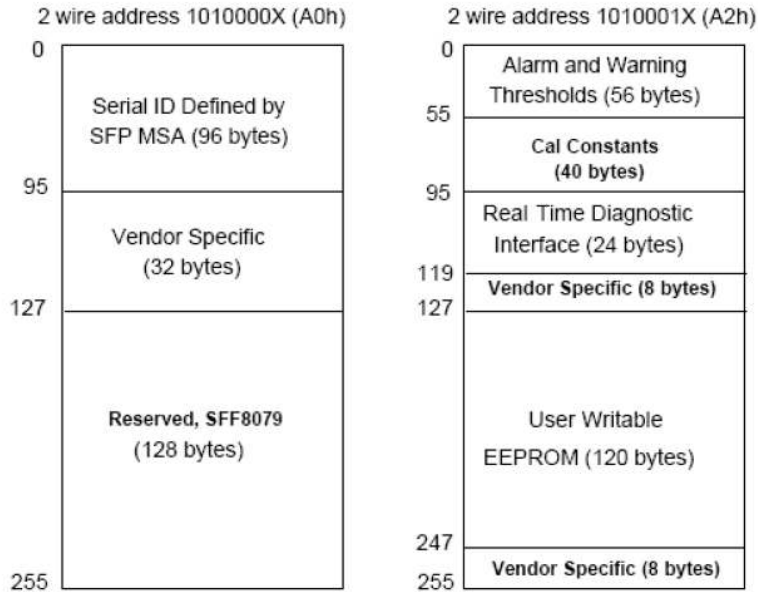 2 wire address 1010000X (A0h)
0
Serial ID Defined by
SFP MSA (96 bytes)
95
Vendor Specific
(32 bytes)
127
Reserved, SFF8079
(128 bytes)
255
2 wire address 1010001X (A2h)
0
Alarm and Warning
Thresholds (56 bytes)
55
Cal Constants
(40 bytes)
95
Real Time Diagnostic
Interface (24 bytes)
119
Vendor Specific (8 bytes)
127
User Writable
EEPROM (120 bytes)
247
Vendor Specific (8 bytes)
255